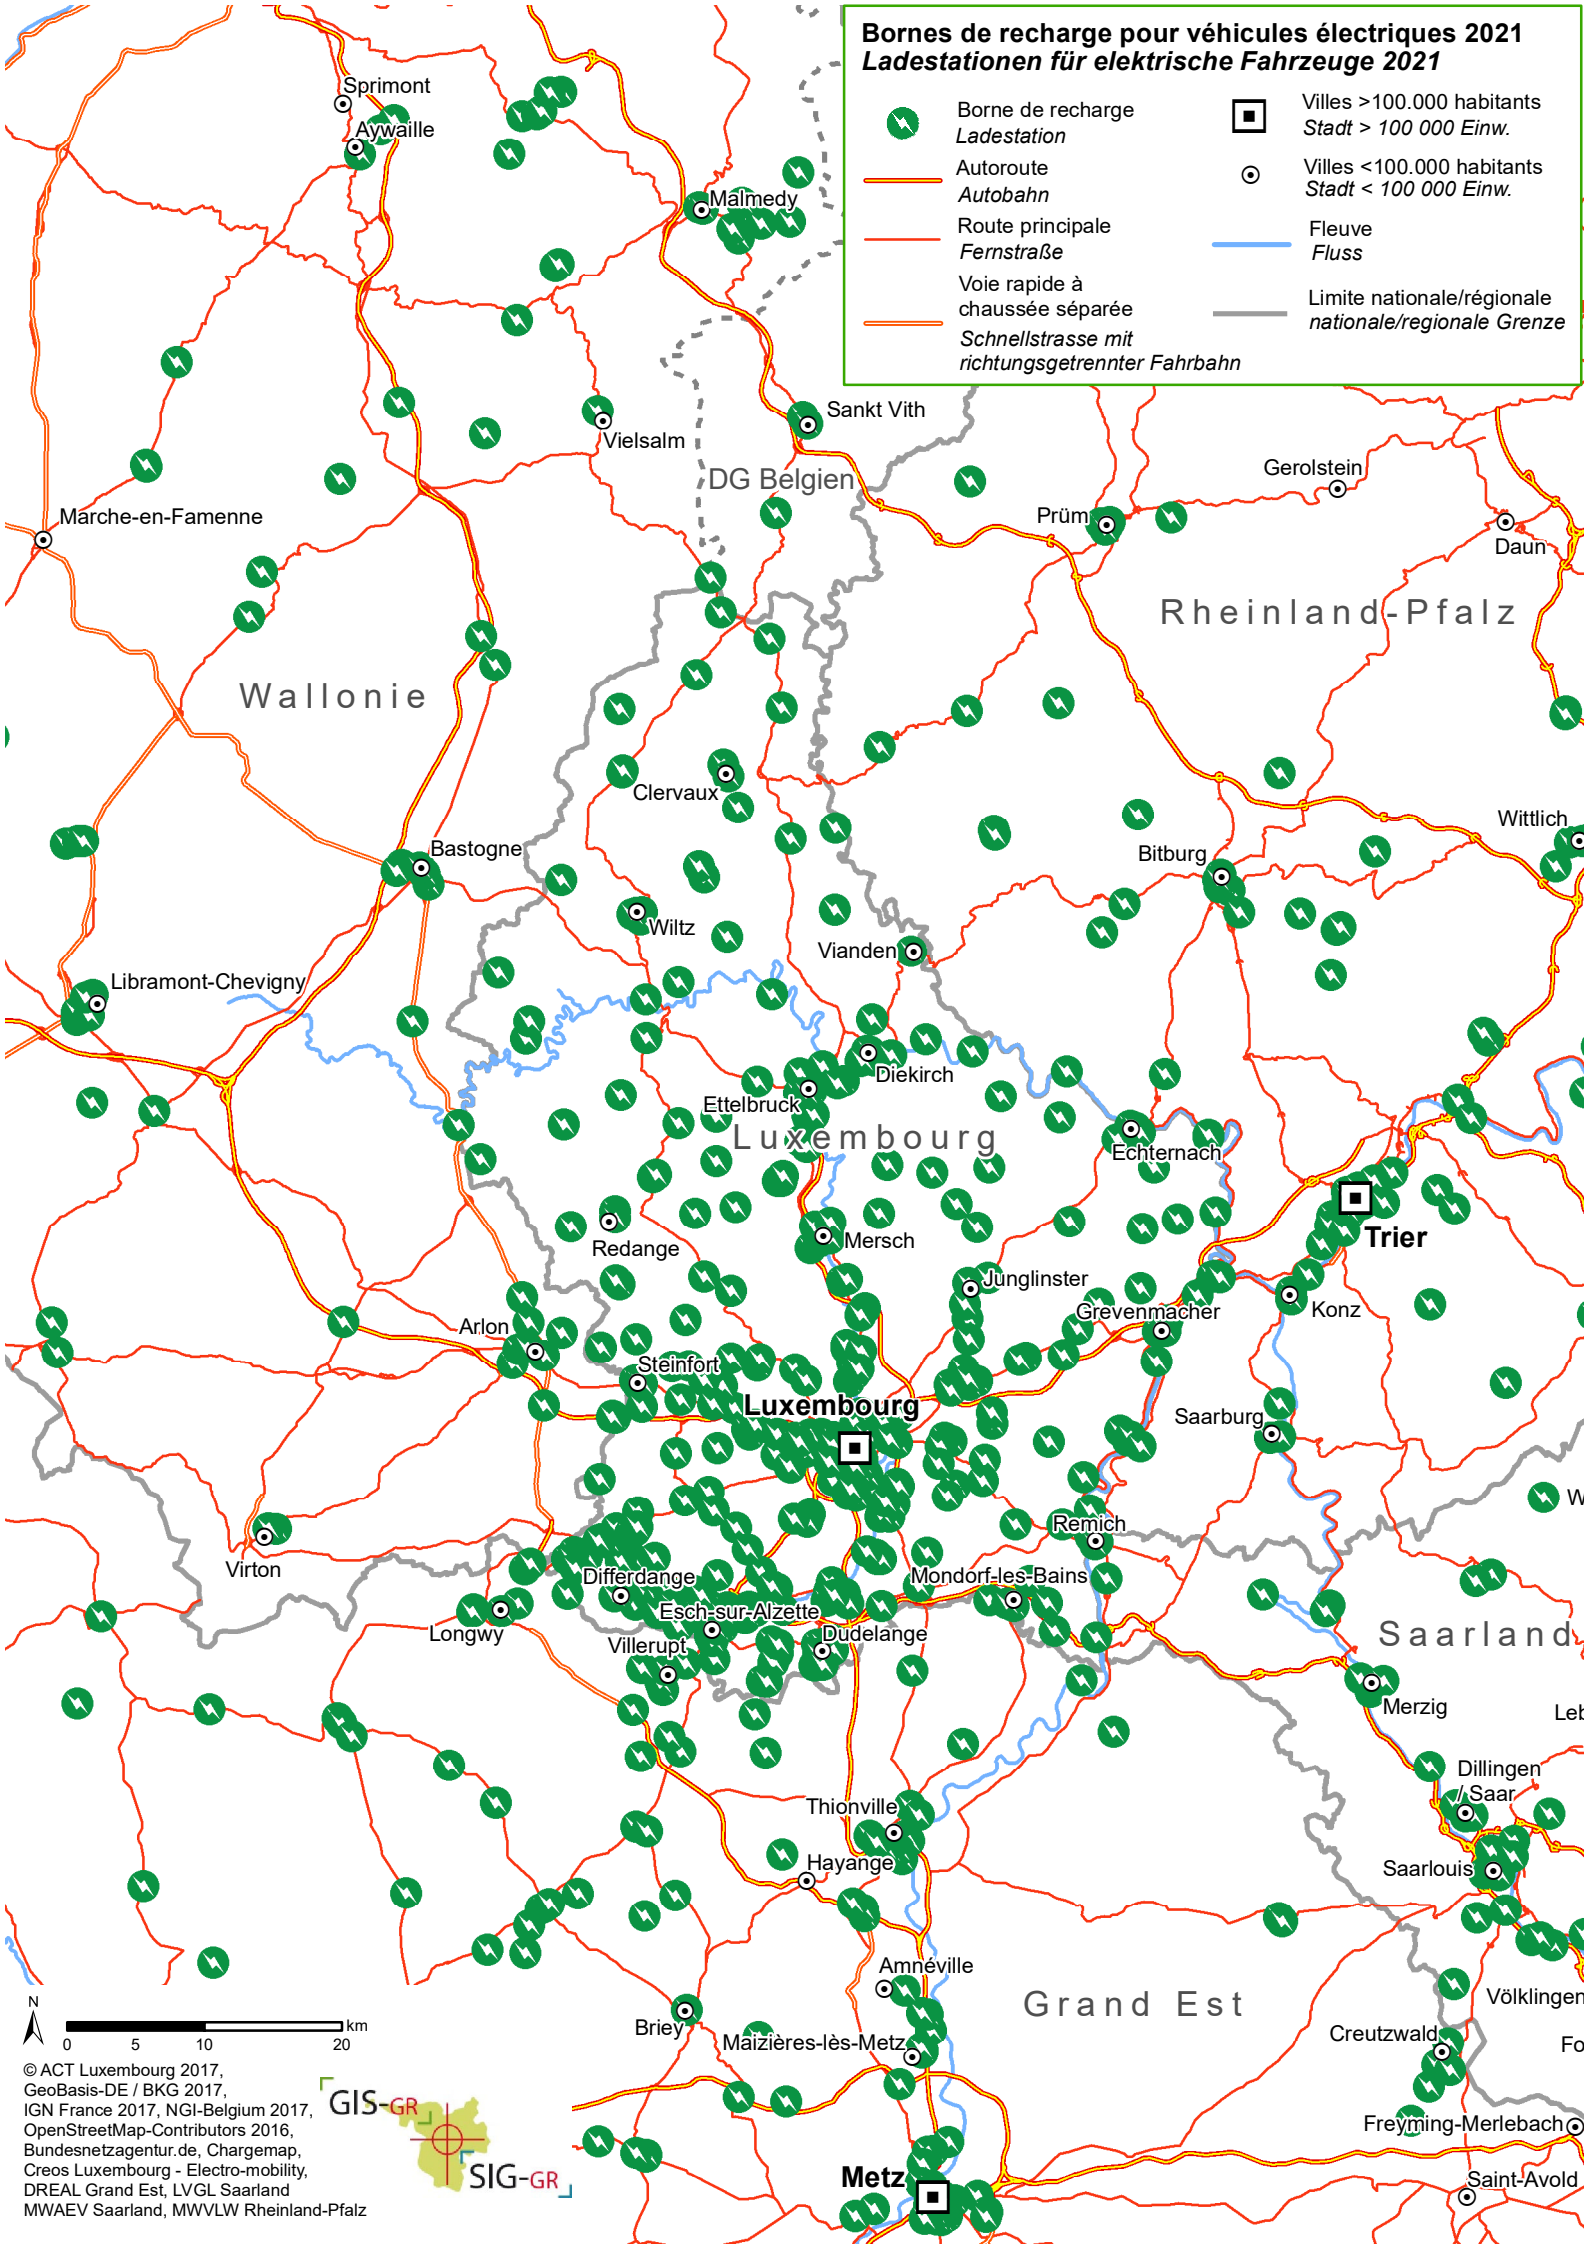 Bornes de recharge pour véhicules électriques 2021
Ladestationen für elektrische Fahrzeuge 2021
Borne de recharge
Ladestation
Autoroute
Autobahn
Route principale
Fernstraße
Voie rapide à
chaussée séparée
Schnellstrasse mit
richtungsgetrennter Fahrbahn
Villes >100.000 habitants
Stadt > 100 000 Einw.
Villes <100.000 habitants
Stadt < 100 000 Einw.
Fleuve
Fluss
Limite nationale/régionale
nationale/regionale Grenze
Sprimont
Aywaille
Malmedy
Sankt Vith
Vielsalm
DG Belgien
Gerolstein
Marche-en-Famenne
Prüm
Daun
Rheinland-Pfalz
Wallonie
Clervaux
Wittlich
Bastogne
Bitburg
Wiltz
Vianden
Libramont-Chevigny
Diekirch
Ettelbruck
Luxembourg
Echternach
Trier
Redange
Mersch
Junglinster
Grevenmacher
Konz
Arlon
Steinfort
Luxembourg
Saarburg
W
Remich
Virton
Differdange
Mondorf-les-Bains
Esch-sur-Alzette
Longwy
Villerupt
Dudelange
Saarland
Merzig
Leb
Dillingen
/ Saar
Thionville
Hayange
Saarlouis
Amnéville
Grand Est
Völklingen
Briey
Maizières-lès-Metz
Creutzwald
Fo
Freyming-Merlebach
Metz
Saint-Avold
N
km
0 5 10 20
© ACT Luxembourg 2017,
GeoBasis-DE / BKG 2017,
IGN France 2017, NGI-Belgium 2017,
OpenStreetMap-Contributors 2016,
Bundesnetzagentur.de, Chargemap,
Creos Luxembourg - Electro-mobility,
DREAL Grand Est, LVGL Saarland
MWAEV Saarland, MWVLW Rheinland-Pfalz
GIS-GR
SIG-GR